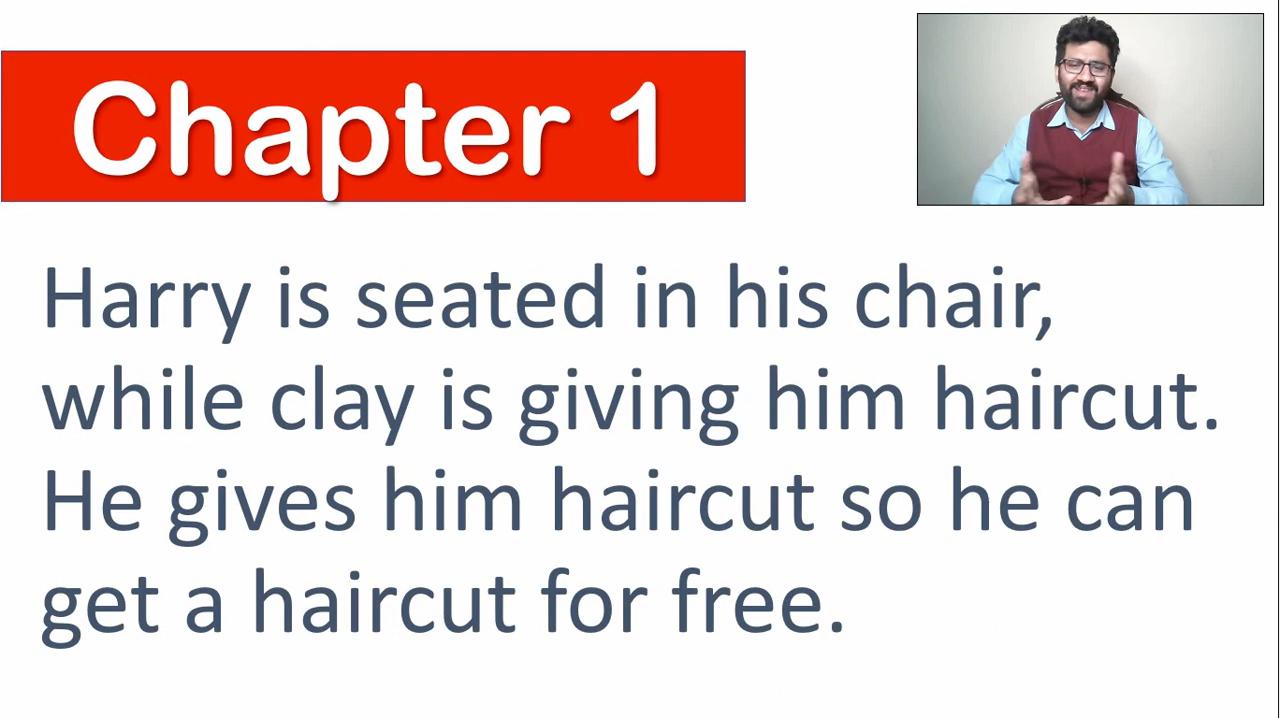 Chapter 1
Harry is seated in his chair,
while clay is giving him haircut.
He gives him haircut so he can
get a haircut for free.